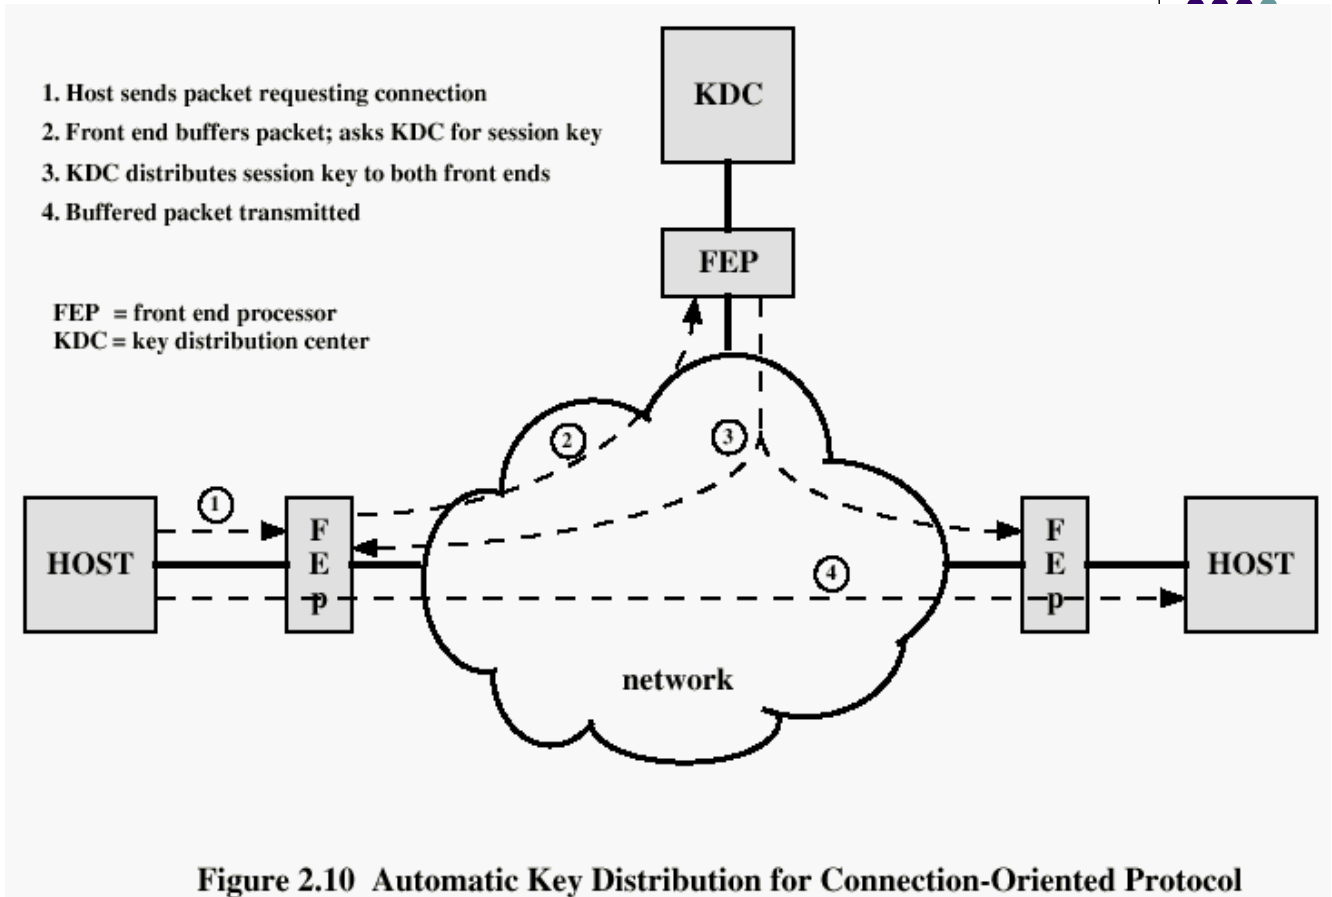 KDC
1. Host sends packet requesting connection
2. Front end buffers packet; asks KDC for session key
3. KDC distributes session key to both front ends
4. Buffered packet transmitted
FEP
FEP = front end processor
KDC = key distribution center
2
3
1
HOST
F
E
p
4
F
E
p
HOST
network
Figure 2.10 Automatic Key Distribution for Connection-Oriented Protocol